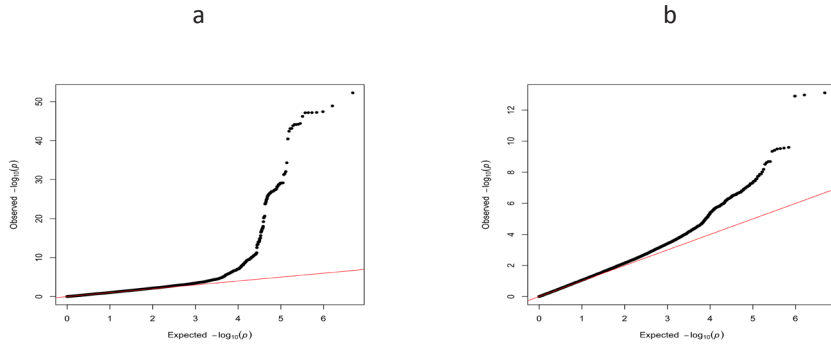 a
b
50
40
30
20
10
0
Observed −log10(p)
0 1 2 3 4 5 6
Expected −log10(p)
12
10
8
6
4
2
0
Observed −log10(p)
0 1 2 3 4 5 6
Expected −log10(p)